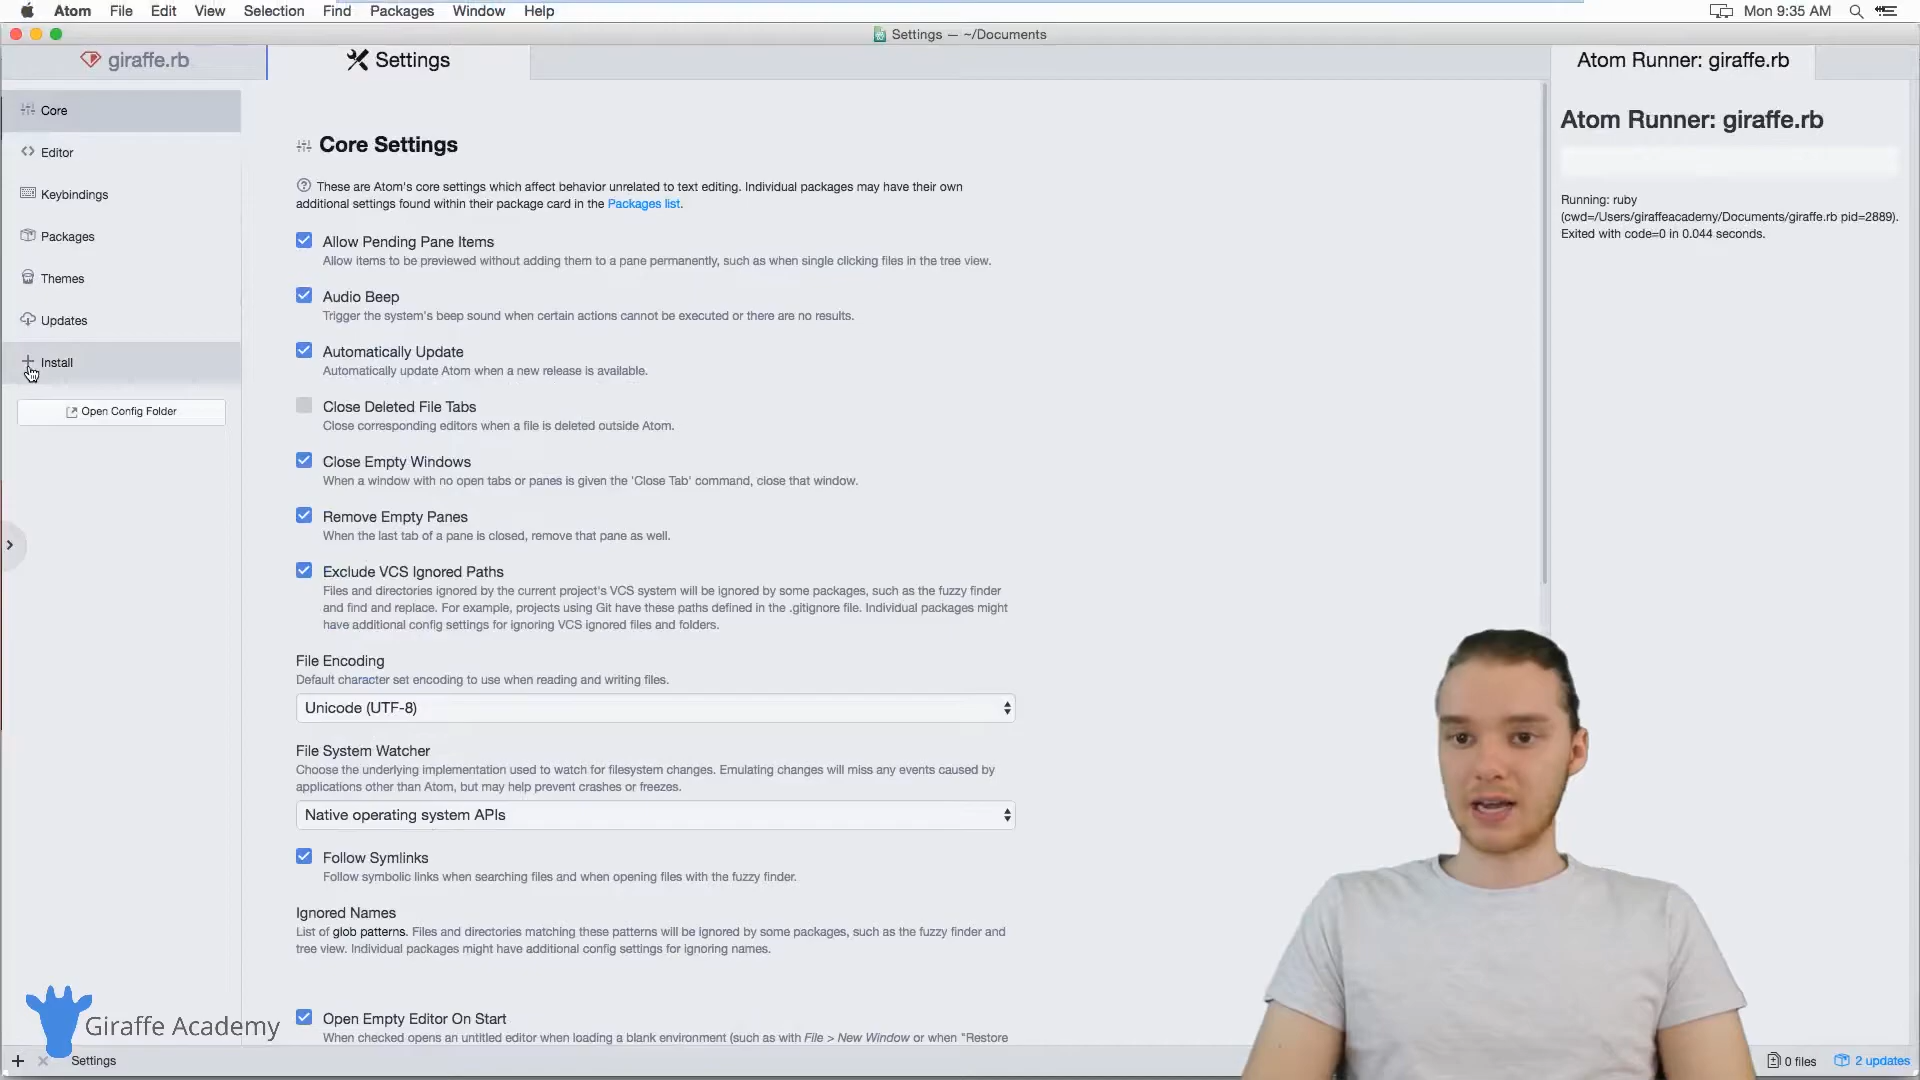 Atom File Edit View Selection Find Packages Window Help
Mon 9:35 AM
Settings — ~/Documents
giraffe.rb
Settings
Atom Runner: giraffe.rb
Core
Editor
Keybindings
Packages
Themes
Updates
Install
Open Config Folder
Core Settings
These are Atom's core settings which affect behavior unrelated to text editing. Individual packages may have their own
additional settings found within their package card in the Packages list.
Allow Pending Pane Items
Allow items to be previewed without adding them to a pane permanently, such as when single clicking files in the tree view.
Audio Beep
Trigger the system's beep sound when certain actions cannot be executed or there are no results.
Automatically Update
Automatically update Atom when a new release is available.
Close Deleted File Tabs
Close corresponding editors when a file is deleted outside Atom.
Close Empty Windows
When a window with no open tabs or panes is given the 'Close Tab' command, close that window.
Remove Empty Panes
When the last tab of a pane is closed, remove that pane as well.
Exclude VCS Ignored Paths
Files and directories ignored by the current project's VCS system will be ignored by some packages, such as the fuzzy finder
and find and replace. For example, projects using Git have these paths defined in the .gitignore file. Individual packages might
have additional config settings for ignoring VCS ignored files and folders.
File Encoding
Default character set encoding to use when reading and writing files.
Unicode (UTF-8)
File System Watcher
Choose the underlying implementation used to watch for filesystem changes. Emulating changes will miss any events caused by
applications other than Atom, but may help prevent crashes or freezes.
Native operating system APIs
Follow Symlinks
Follow symbolic links when searching files and when opening files with the fuzzy finder.
Ignored Names
List of glob patterns. Files and directories matching these patterns will be ignored by some packages, such as the fuzzy finder and
tree view. Individual packages might have additional config settings for ignoring names.
Open Empty Editor On Start
When checked opens an untitled editor when loading a blank environment (such as with File > New Window or when "Restore
Atom Runner: giraffe.rb
Running: ruby
(cwd=/Users/giraffeacademy/Documents/giraffe.rb pid=2889).
Exited with code=0 in 0.044 seconds.
Giraffe Academy
Settings
0 files
2 updates